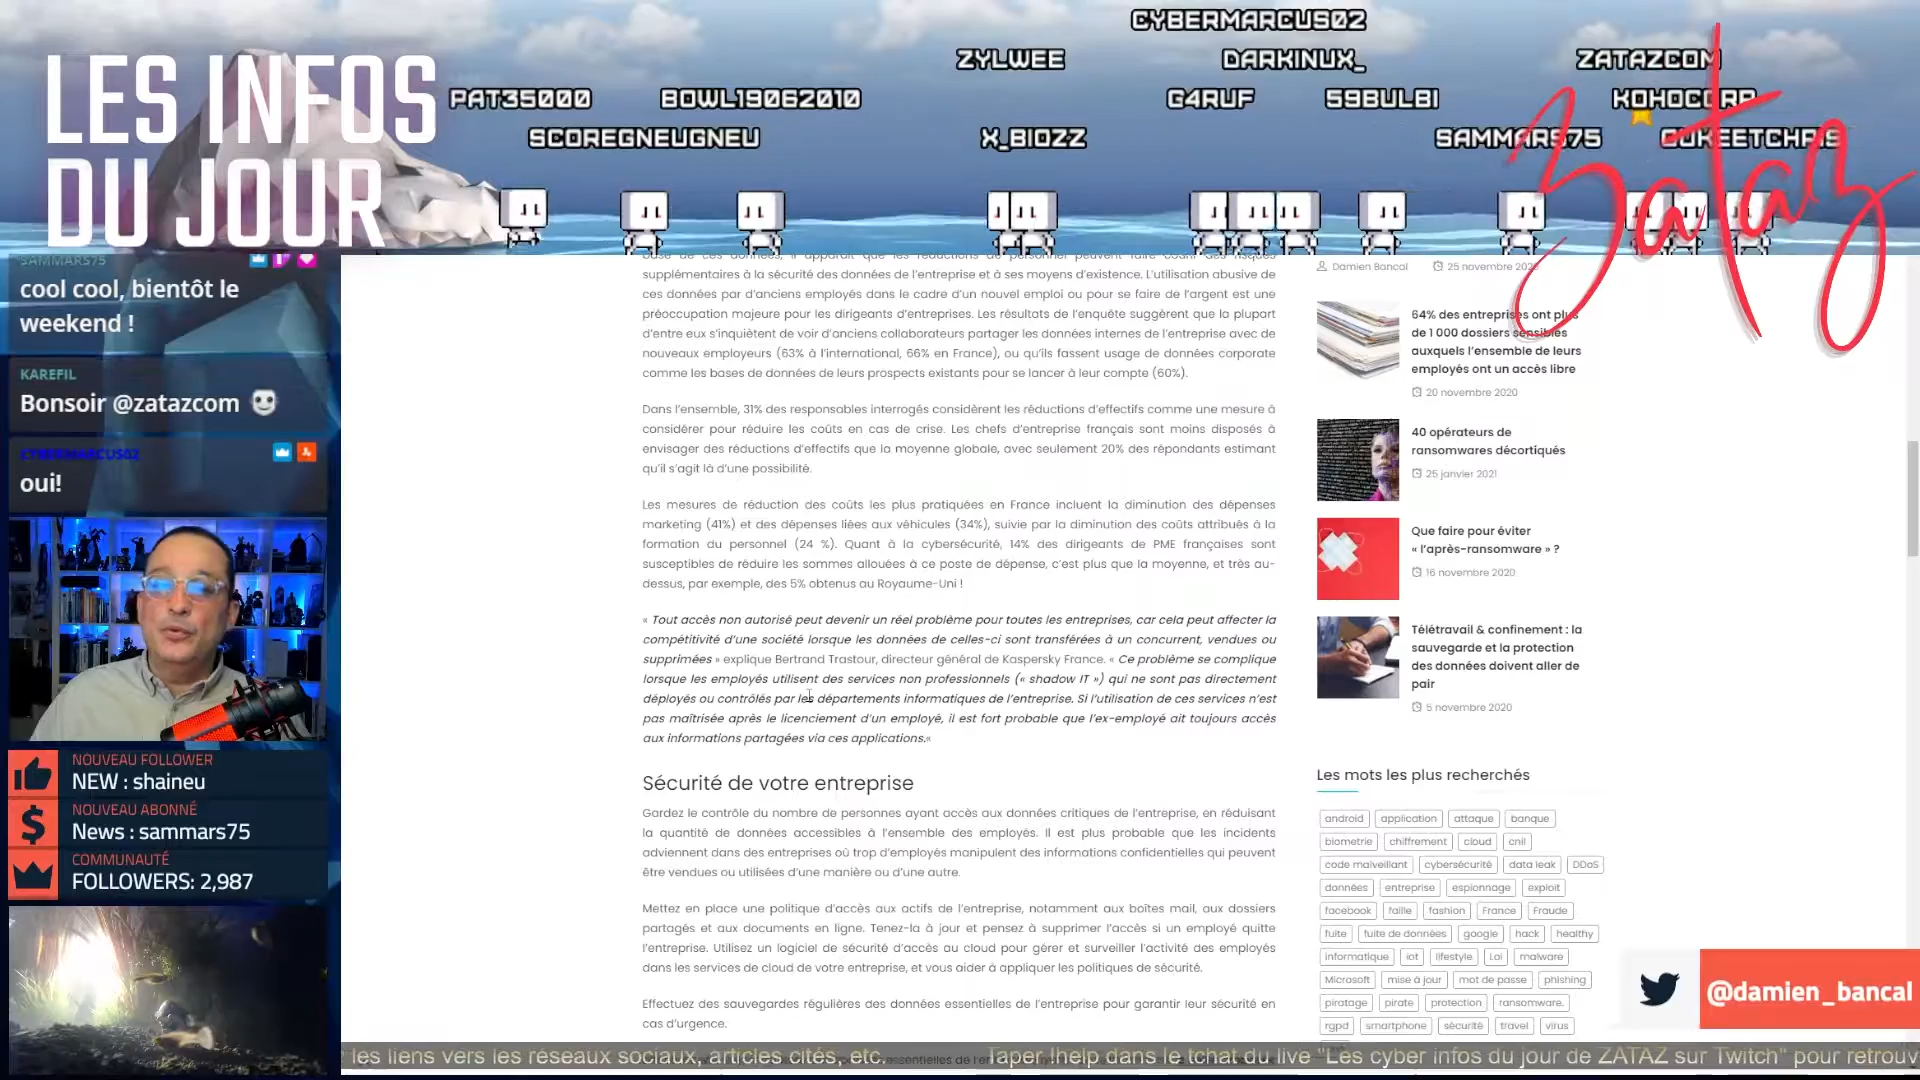 CYBERMARCUS02
ZYLWEE
DARKINUX_
ZATAZCOM
PAT35000
BOWL19062010
G4RUF
59BULBI
KOHOCORP
SCOREGNEUGNEU
X_BIOZZ
SAMMARS75
OUKEETCHRIS
LES INFOS
DU JOUR
Zataz
SAMMARS75
cool cool, bientôt le
weekend !
KAREFIL
Bonsoir @zatazcom
CYBERMARCUS02
oui!
NOUVEAU FOLLOWER
NEW : shaineu
NOUVEAU ABONNÉ
News : sammars75
COMMUNAUTÉ
FOLLOWERS: 2,987
supplémentaires à la sécurité des données de l'entreprise et à ses moyens d'existence. L'utilisation abusive de
ces données par d'anciens employés dans le cadre d'un nouvel emploi ou pour se faire de l'argent est une
préoccupation majeure pour les dirigeants d'entreprises. Les résultats de l'enquête suggèrent que la plupart
d'entre eux s'inquiètent de voir d'anciens collaborateurs partager les données internes de l'entreprise avec de
nouveaux employeurs (63% à l'international, 66% en France), ou qu'ils fassent usage de données corporate
comme les bases de données de leurs prospects existants pour se lancer à leur compte (60%).
Dans l'ensemble, 31% des responsables interrogés considèrent les réductions d'effectifs comme une mesure à
considérer pour réduire les coûts en cas de crise. Les chefs d'entreprise français sont moins disposés à
envisager des réductions d'effectifs que la moyenne globale, avec seulement 20% des répondants estimant
qu'il s'agit là d'une possibilité.
Les mesures de réduction des coûts les plus pratiquées en France incluent la diminution des dépenses
marketing (41%) et des dépenses liées aux véhicules (34%), suivie par la diminution des coûts attribués à la
formation du personnel (24 %). Quant à la cybersécurité, 14% des dirigeants de PME françaises sont
susceptibles de réduire les sommes allouées à ce poste de dépense, c'est plus que la moyenne, et très au-
dessus, par exemple, des 5% obtenus au Royaume-Uni !
« Tout accès non autorisé peut devenir un réel problème pour toutes les entreprises, car cela peut affecter la
compétitivité d'une société lorsque les données de celles-ci sont transférées à un concurrent, vendues ou
supprimées » explique Bertrand Trastour, directeur général de Kaspersky France. « Ce problème se complique
lorsque les employés utilisent des services non professionnels (« shadow IT ») qui ne sont pas directement
déployés ou contrôlés par les départements informatiques de l'entreprise. Si l'utilisation de ces services n'est
pas maîtrisée après le licenciement d'un employé, il est fort probable que l'ex-employé ait toujours accès
aux informations partagées via ces applications.«
Sécurité de votre entreprise
Gardez le contrôle du nombre de personnes ayant accès aux données critiques de l'entreprise, en réduisant
la quantité de données accessibles à l'ensemble des employés. Il est plus probable que les incidents
adviennent dans des entreprises où trop d'employés manipulent des informations confidentielles qui peuvent
être vendues ou utilisées d'une manière ou d'une autre.
Mettez en place une politique d'accès aux actifs de l'entreprise, notamment aux boîtes mail, aux dossiers
partagés et aux documents en ligne. Tenez-la à jour et pensez à supprimer l'accès si un employé quitte
l'entreprise. Utilisez un logiciel de sécurité d'accès au cloud pour gérer et surveiller l'activité des employés
dans les services de cloud de votre entreprise, et vous aider à appliquer les politiques de sécurité.
Effectuez des sauvegardes régulières des données essentielles de l'entreprise pour garantir leur sécurité en
cas d'urgence.
Damien Bancal 25 novembre 2020
64% des entreprises ont plus
de 1 000 dossiers sensibles
auxquels l'ensemble de leurs
employés ont un accès libre
20 novembre 2020
40 opérateurs de
ransomwares décortiqués
25 janvier 2021
Que faire pour éviter
« l'après-ransomware » ?
16 novembre 2020
Télétravail & confinement : la
sauvegarde et la protection
des données doivent aller de
pair
5 novembre 2020
Les mots les plus recherchés
android application attaque banque
biometrie chiffrement cloud cnil
code malveillant cybersécurité data leak DDoS
données entreprise espionnage exploit
facebook faille fashion France Fraude
fuite fuite de données google hack healthy
informatique iot lifestyle Loi malware
Microsoft mise à jour mot de passe phishing
piratage pirate protection ransomware.
rgpd smartphone sécurité travel virus
@damien_bancal
les liens vers les réseaux sociaux, articles cités, etc. Taper !help dans le tchat du live "Les cyber infos du jour de ZATAZ sur Twitch" pour retrouv